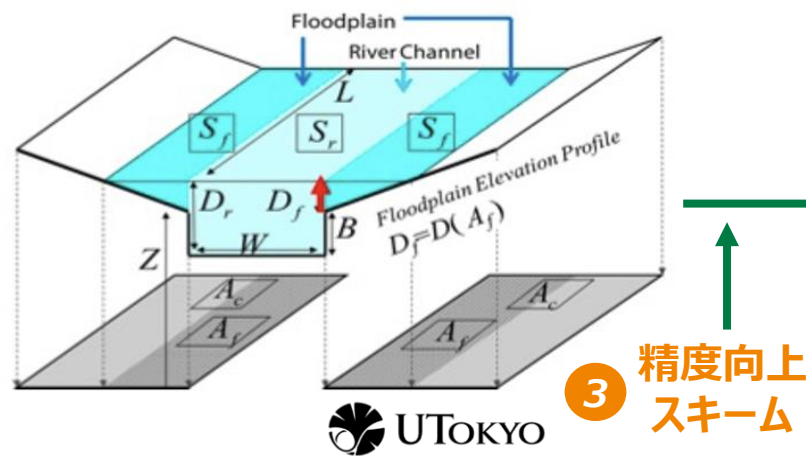 Floodplain
River Channel
L
S_f
S_r
S_f
D_r
D_f
Floodplain Elevation Profile
D_f=D(A_f)
B
W
Z
A_c
A_f
A_c
A_f
3
精度向上
スキーム
UTOKYO